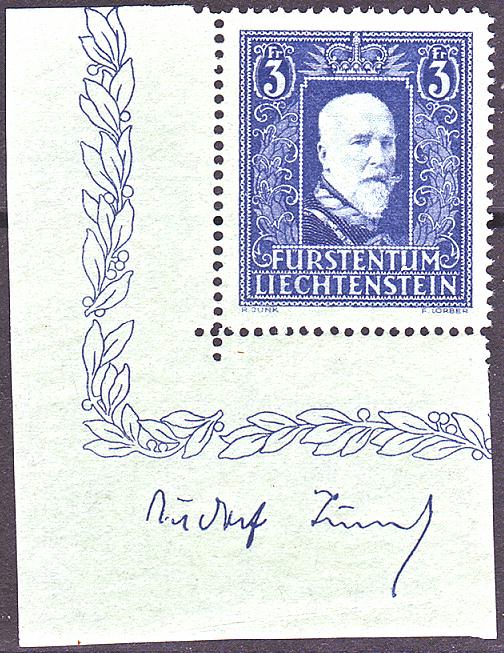 Fr Fr
3 3
FÜRSTENTUM
LIECHTENSTEIN
R. JUNK F. LORBER
Rudolf Junk